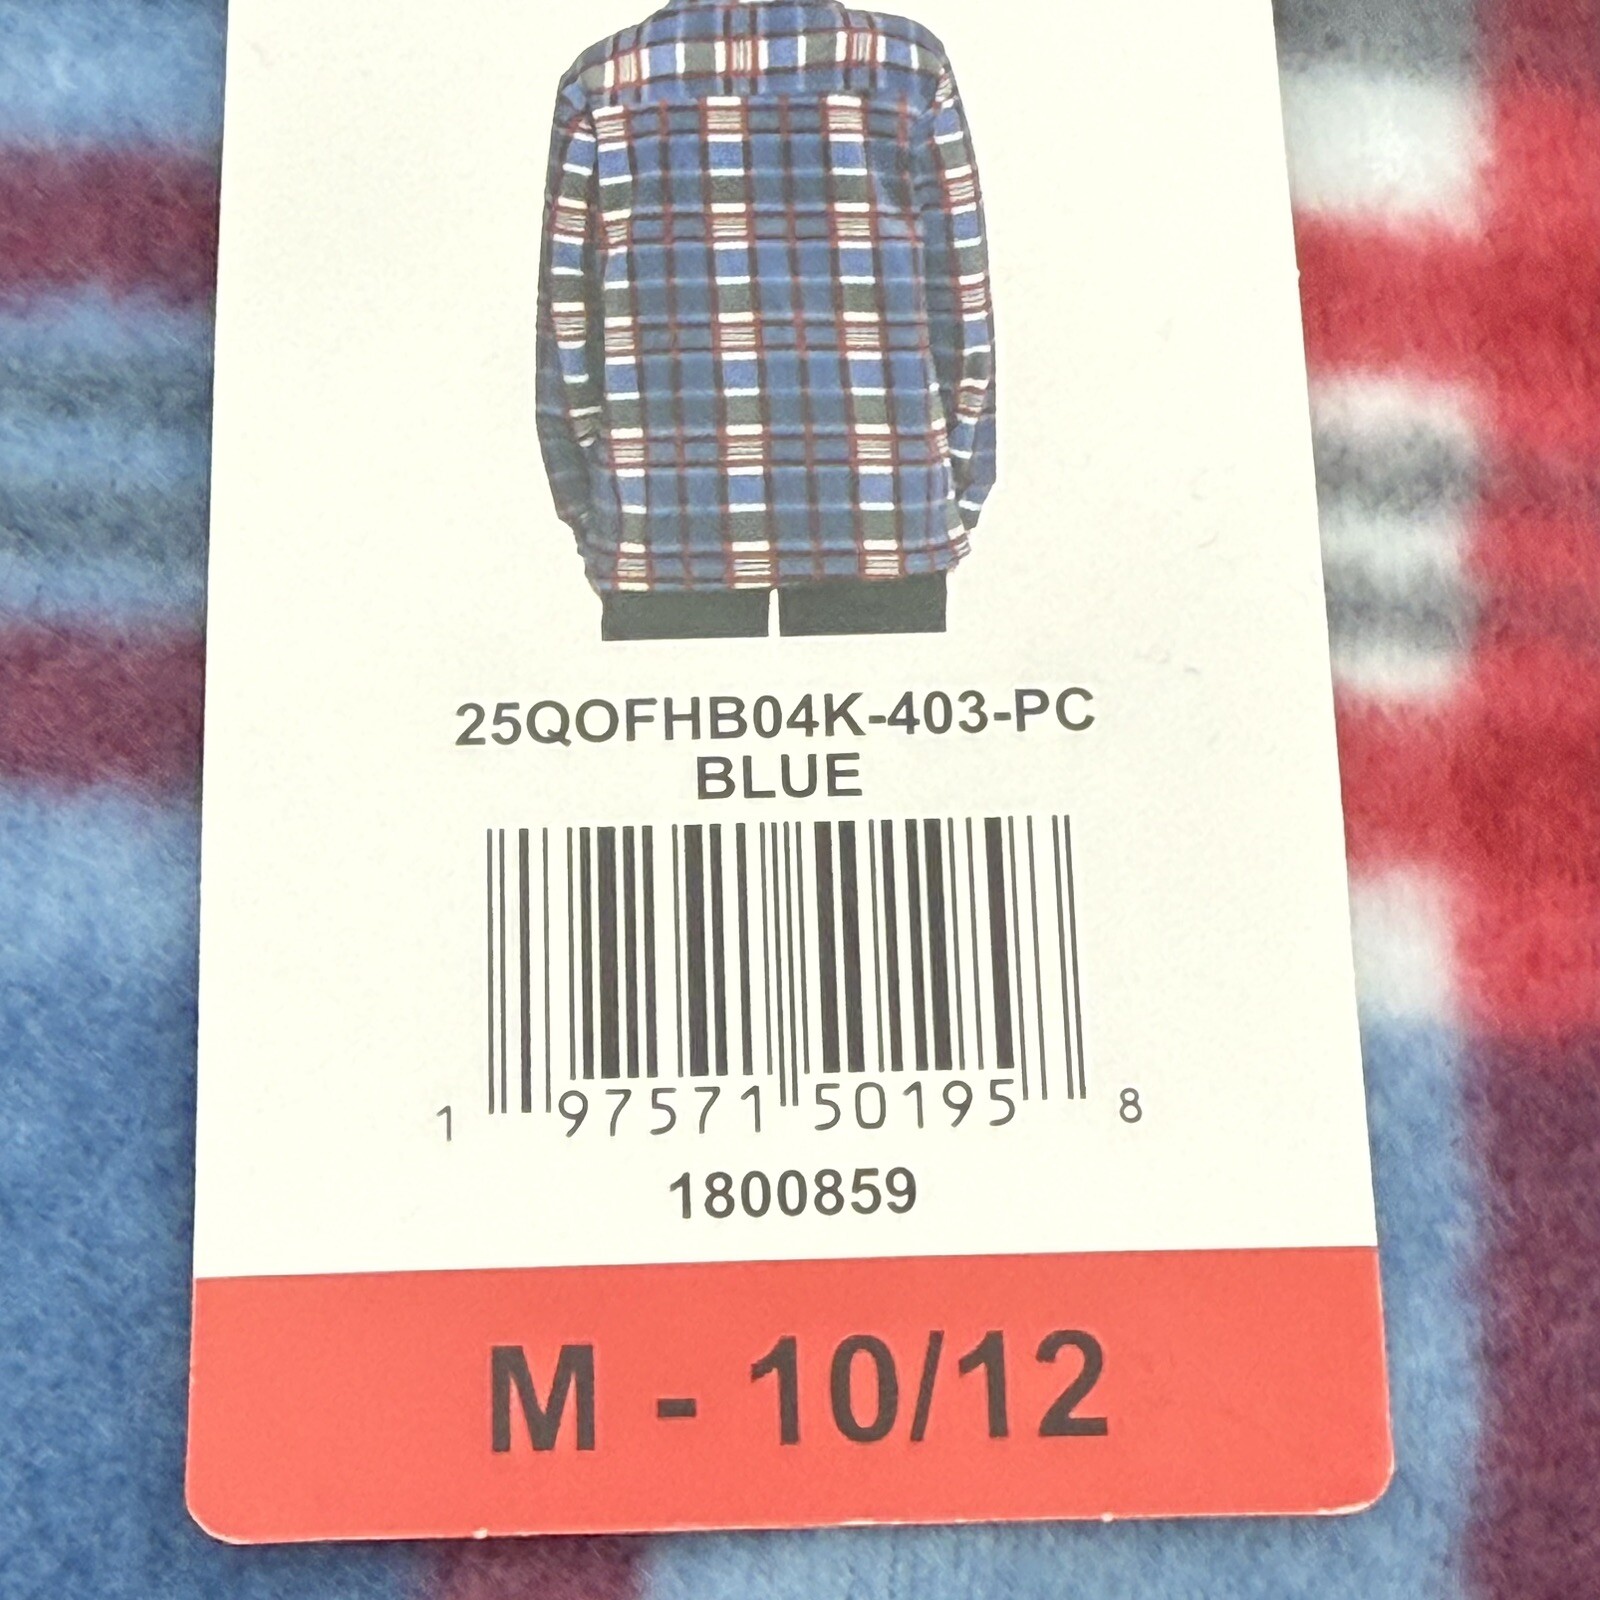 25QOFHB04K-403-PC
BLUE
1 97571 50195 8
1800859
M - 10/12